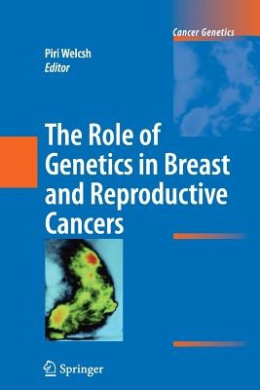 Piri Welcsh
Editor
Cancer Genetics
The Role of
Genetics in Breast
and Reproductive
Cancers
Springer